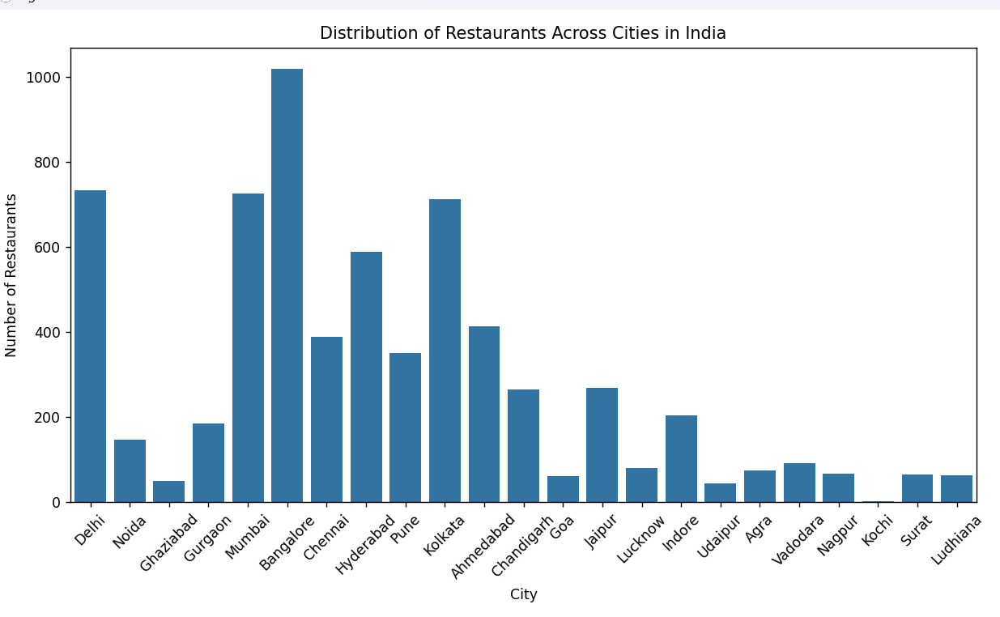 Distribution of Restaurants Across Cities in India
Number of Restaurants
1000
800
600
400
200
0
Delhi
Noida
Ghaziabad
Gurgaon
Mumbai
Bangalore
Chennai
Hyderabad
Pune
Kolkata
Ahmedabad
Chandigarh
Goa
Jaipur
Lucknow
Indore
Udaipur
Agra
Vadodara
Nagpur
Kochi
Surat
Ludhiana
City